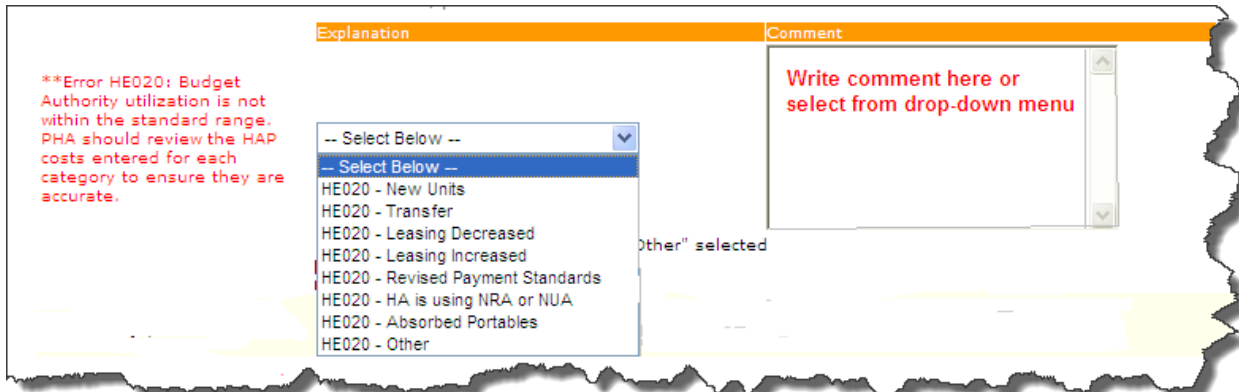 Explanation
Comment
**Error HE020: Budget
Authority utilization is not
within the standard range.
PHA should review the HAP
costs entered for each
category to ensure they are
accurate.
-- Select Below --
-- Select Below --
HE020 - New Units
HE020 - Transfer
HE020 - Leasing Decreased
HE020 - Leasing Increased
HE020 - Revised Payment Standards
HE020 - HA is using NRA or NUA
HE020 - Absorbed Portables
HE020 - Other
Write comment here or
select from drop-down menu
Other" selected